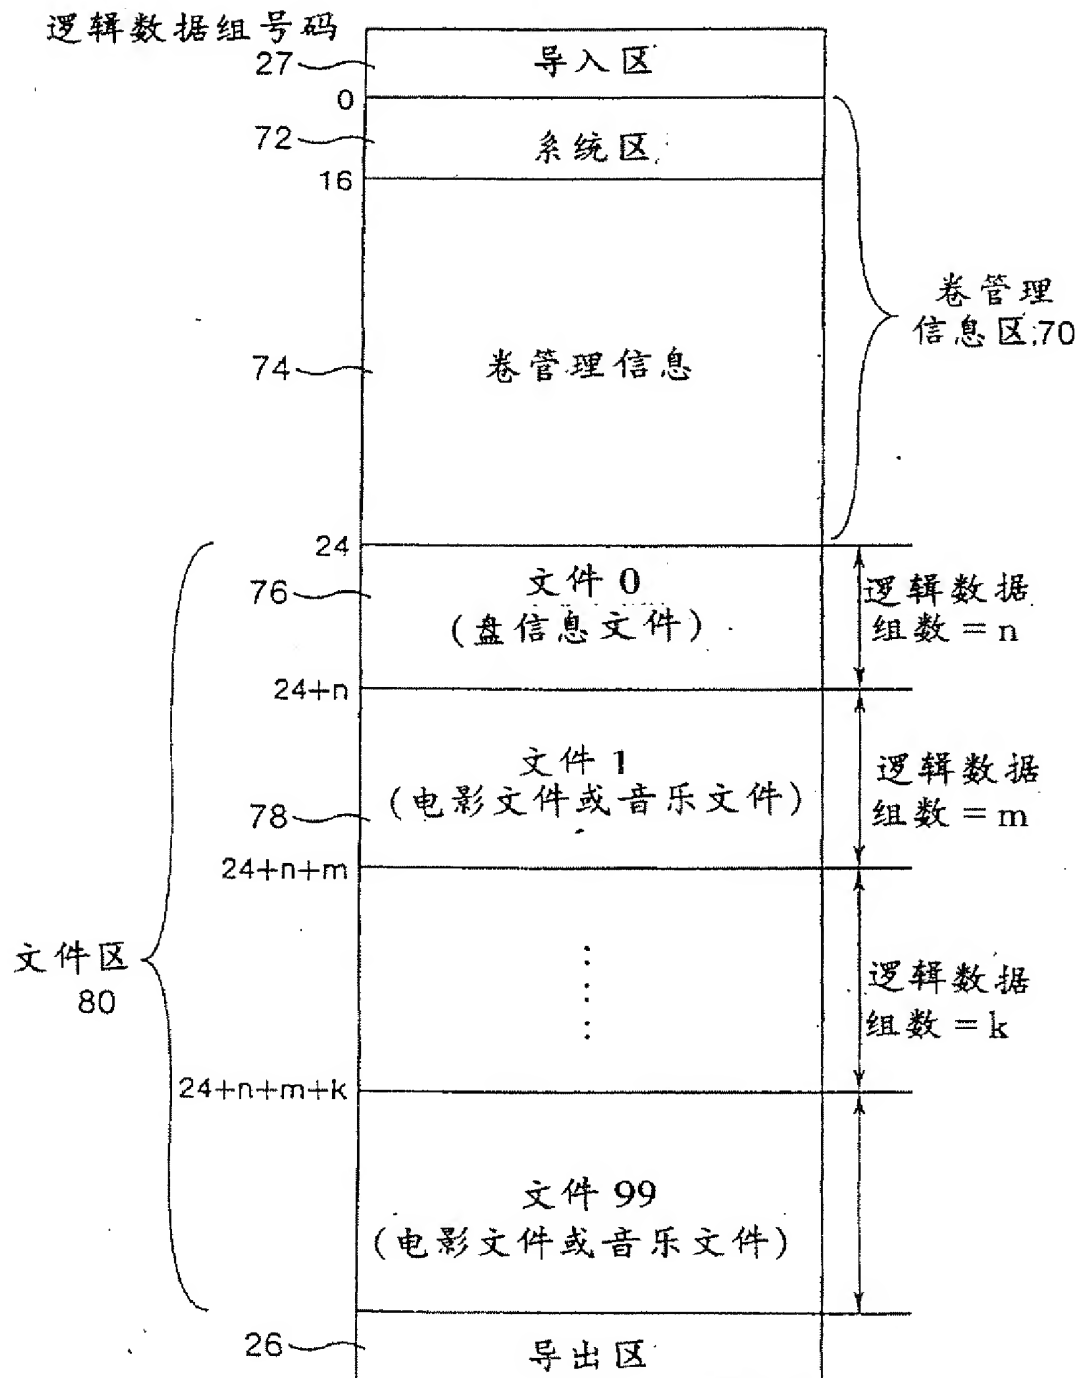 逻辑数据组号码
27
导入区
0
72
系统区
16
卷管理
信息区70
74
卷管理信息
24
76
文件 0
(盘信息文件)
逻辑数据
组数=n
24+n
文件 1
78
(电影文件或音乐文件)
逻辑数据
组数=m
24+n+m
文件区
80
逻辑数据
组数=k
24+n+m+k
文件 99
(电影文件或音乐文件)
26
导出区